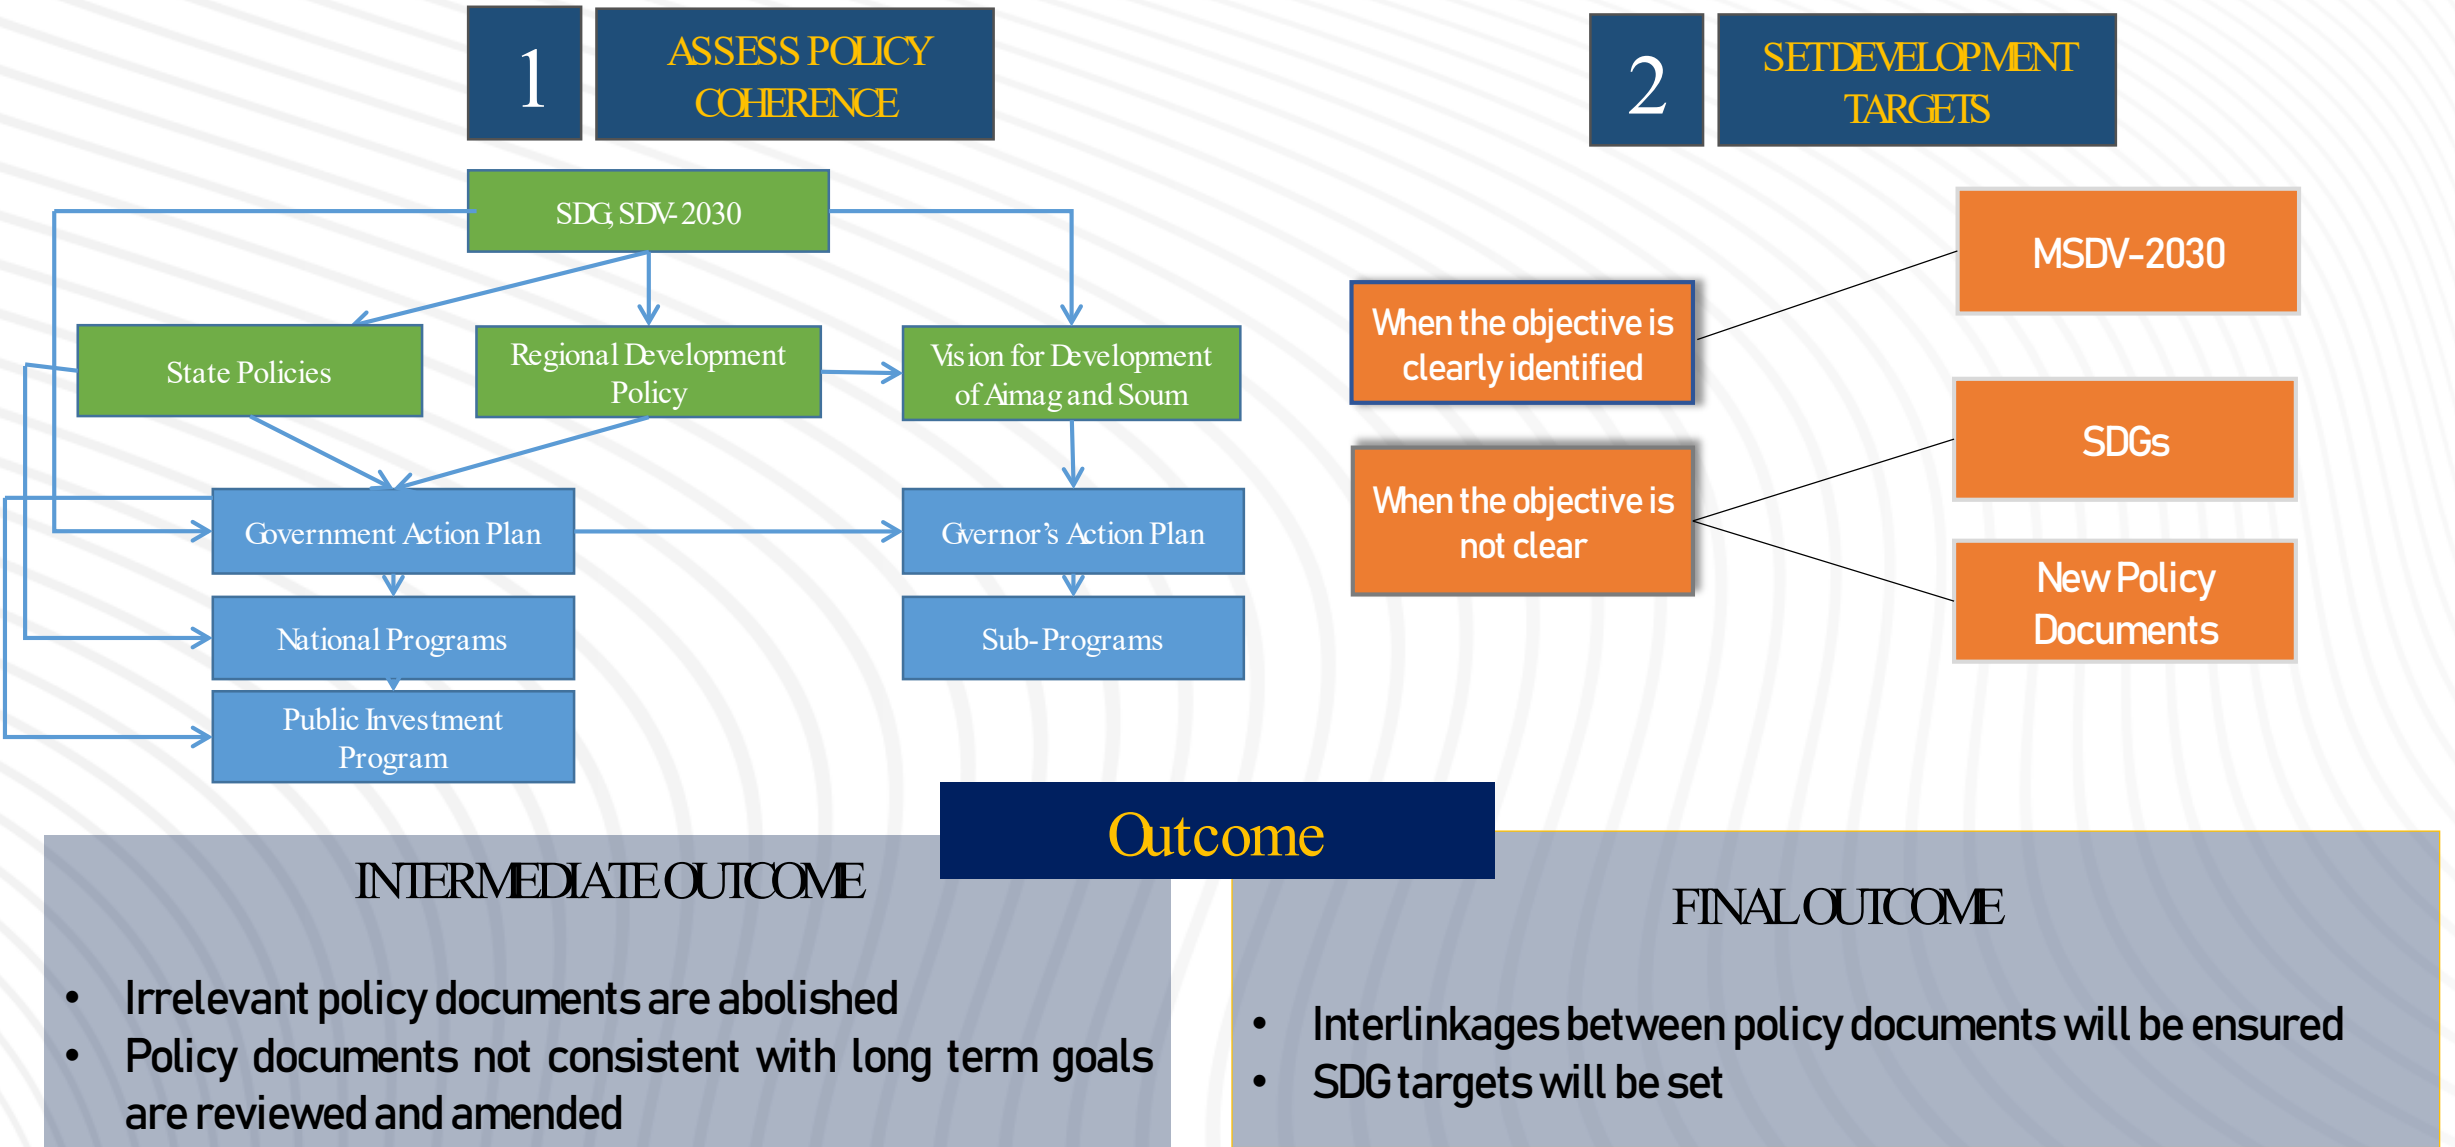 1
ASSESS POLICY
COHERENCE
2
SET DEVELOPMENT
TARGETS
SDG, SDV-2030
State Policies
Regional Development
Policy
Vision for Development
of Aimag and Soum
Government Action Plan
Gvernor's Action Plan
National Programs
Sub-Programs
Public Investment
Program
When the objective is
clearly identified
When the objective is
not clear
MSDV-2030
SDGs
New Policy
Documents
Outcome
INTERMEDIATE OUTCOME
• Irrelevant policy documents are abolished
• Policy documents not consistent with long term goals
are reviewed and amended
FINAL OUTCOME
• Interlinkages between policy documents will be ensured
• SDG targets will be set